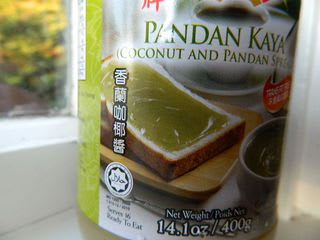 牌
PANDAN KAYA
(COCONUT AND PANDAN
香蘭咖椰醬
Serves 16
Ready To Eat
Net Weight/Poids Net
14.1oz/400g